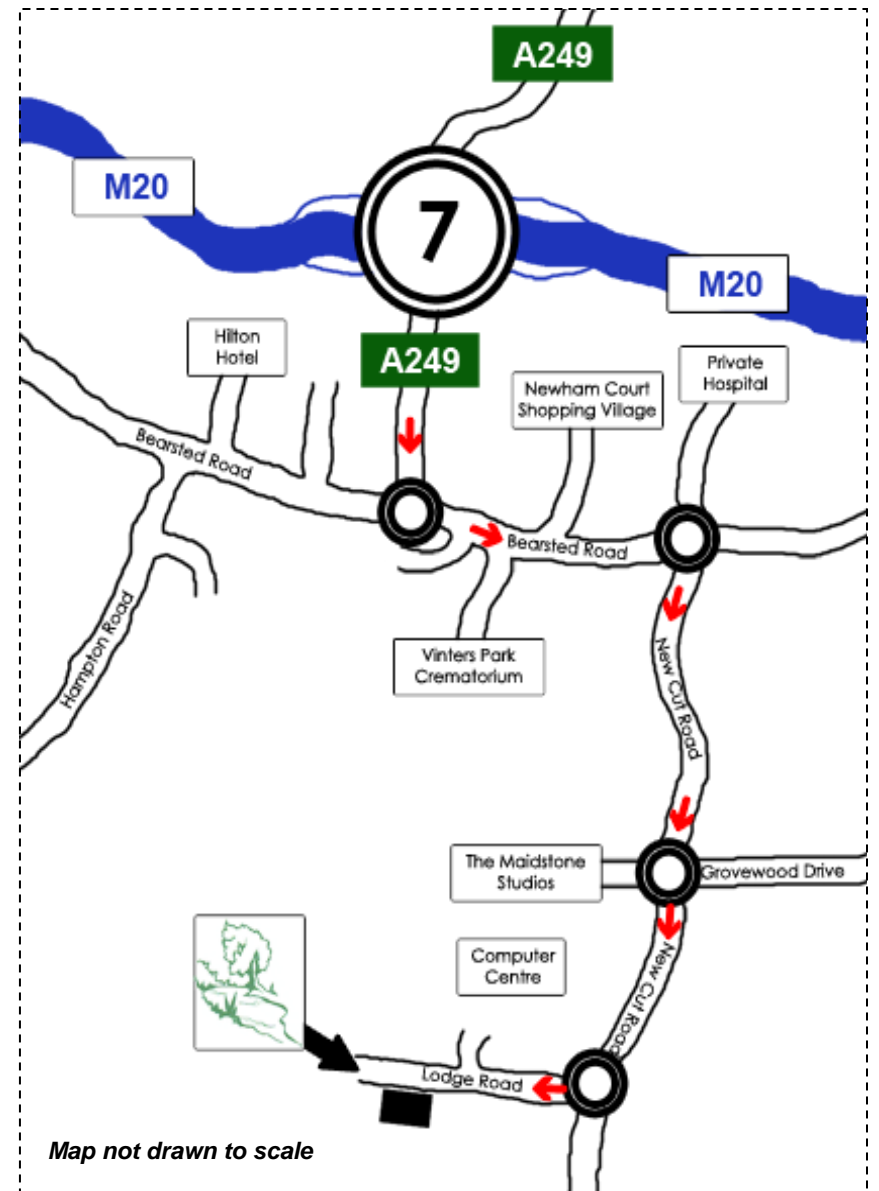 A249
M20
7
M20
A249
Hilton
Hotel
Private
Hospital
Newham Court
Shopping Village
Bearsted Road
Bearsted Road
Hampton Road
Vinters Park
Crematorium
New Cut Road
The Maidstone
Studios
Grovewood Drive
Computer
Centre
New Cut Road
Lodge Road
Map not drawn to scale